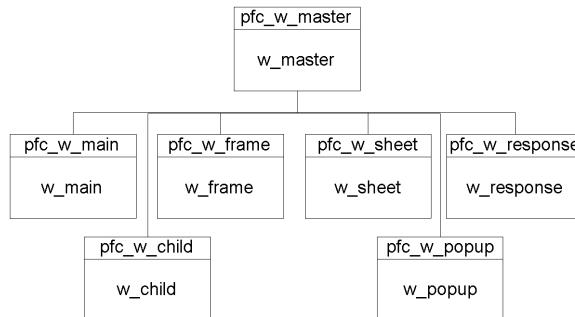 pfc_w_master
w_master
pfc_w_main
w_main
pfc_w_frame
w_frame
pfc_w_sheet
w_sheet
pfc_w_response
w_response
pfc_w_child
w_child
pfc_w_popup
w_popup